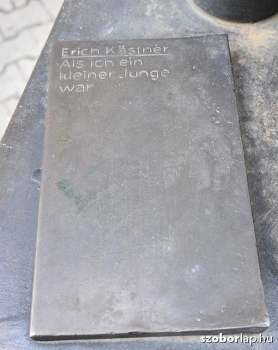 Erich Kästner
Als ich ein
kleiner Junge
war
szoborlap.hu